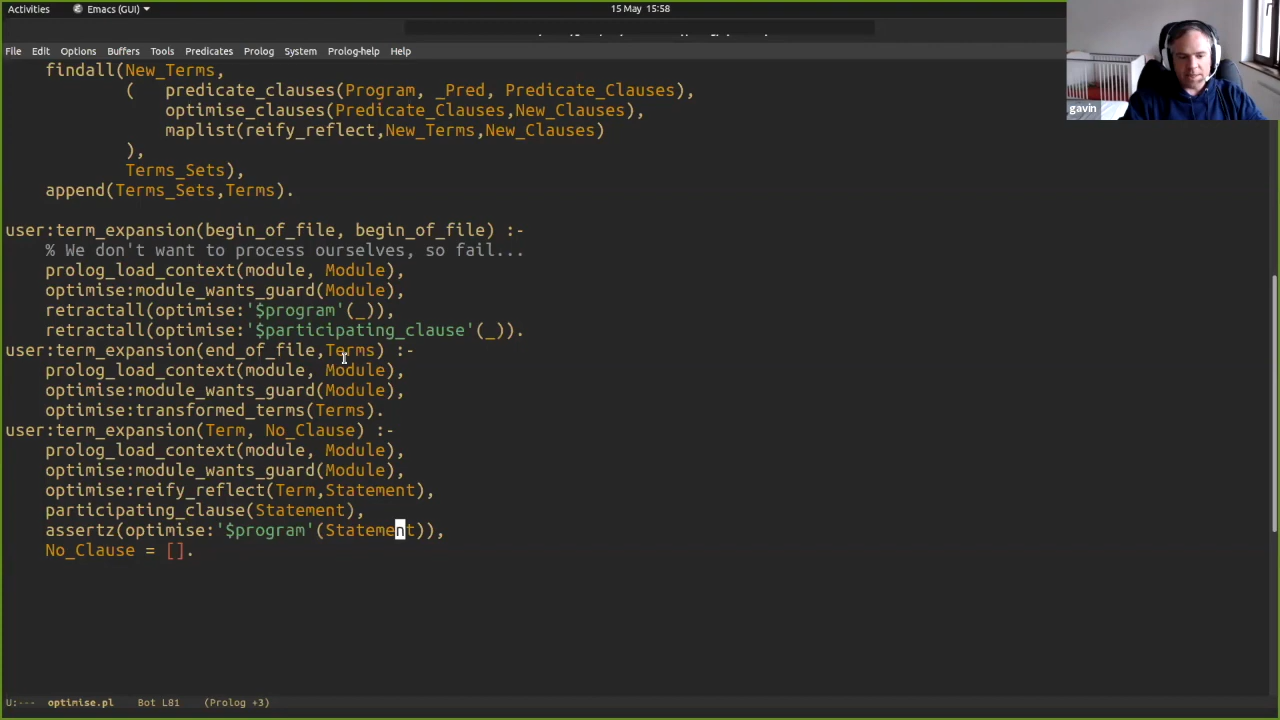 Activities
Emacs (GUI)
15 May 15:58
File Edit Options Buffers Tools Predicates Prolog System Prolog-help Help
gavin
findall(New_Terms,
( predicate_clauses(Program, _Pred, Predicate_Clauses),
optimise_clauses(Predicate_Clauses,New_Clauses),
maplist(reify_reflect,New_Terms,New_Clauses)
),
Terms_Sets),
append(Terms_Sets,Terms).
user:term_expansion(begin_of_file, begin_of_file) :-
% We don't want to process ourselves, so fail...
prolog_load_context(module, Module),
optimise:module_wants_guard(Module),
retractall(optimise:'$program'(_)),
retractall(optimise:'$participating_clause'(_)).
user:term_expansion(end_of_file,Terms) :-
prolog_load_context(module, Module),
optimise:module_wants_guard(Module),
optimise:transformed_terms(Terms).
user:term_expansion(Term, No_Clause) :-
prolog_load_context(module, Module),
optimise:module_wants_guard(Module),
optimise:reify_reflect(Term,Statement),
participating_clause(Statement),
assertz(optimise:'$program'(Statement)),
No_Clause = [].
U:--- optimise.pl Bot L81 (Prolog +3)